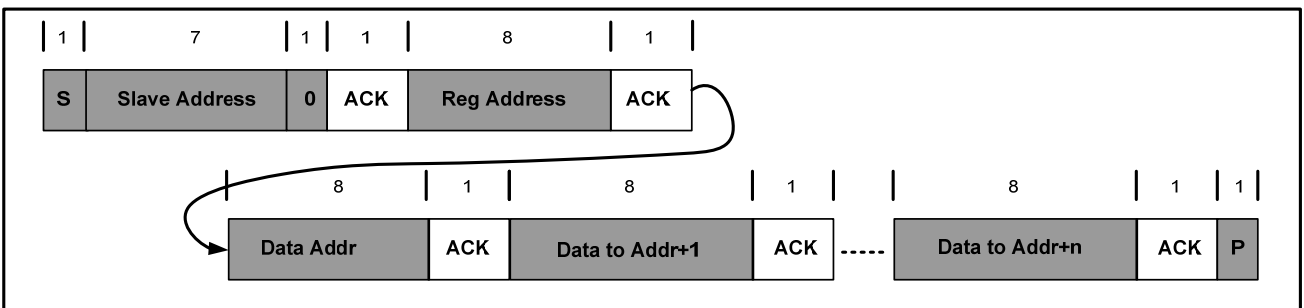 1 7 1 1 8 1
S Slave Address 0 ACK Reg Address ACK
8 1 8 1 8 1 1
Data Addr ACK Data to Addr+1 ACK Data to Addr+n ACK P